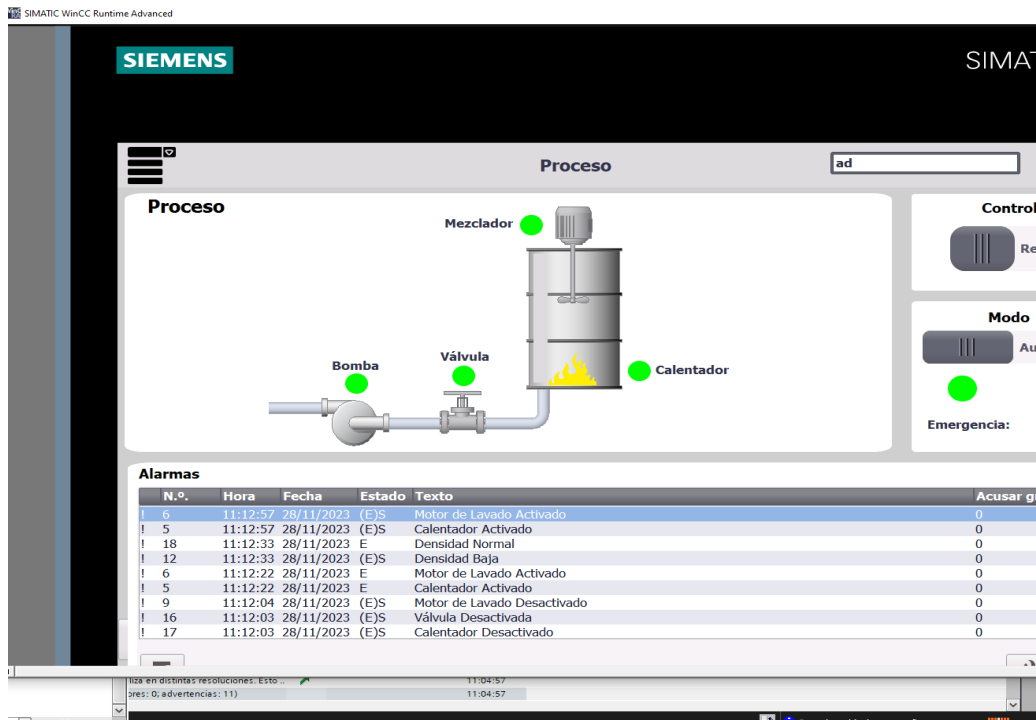 SIMATIC WinCC Runtime Advanced
SIEMENS
SIMAT
Proceso
ad
Proceso
Mezclador
Bomba
Válvula
Calentador
Control
Re
Modo
Au
Emergencia:
Alarmas
N.º. Hora Fecha Estado Texto Acusar gr
! 6 11:12:57 28/11/2023 (E)S Motor de Lavado Activado 0
! 5 11:12:57 28/11/2023 (E)S Calentador Activado 0
! 18 11:12:33 28/11/2023 E Densidad Normal 0
! 12 11:12:33 28/11/2023 (E)S Densidad Baja 0
! 6 11:12:22 28/11/2023 E Motor de Lavado Activado 0
! 5 11:12:22 28/11/2023 E Calentador Activado 0
! 9 11:12:04 28/11/2023 (E)S Motor de Lavado Desactivado 0
! 16 11:12:03 28/11/2023 (E)S Válvula Desactivada 0
! 17 11:12:03 28/11/2023 (E)S Calentador Desactivado 0
liza en distintas resoluciones. Esto .. 11:04:57
ores: 0; advertencias: 11) 11:04:57